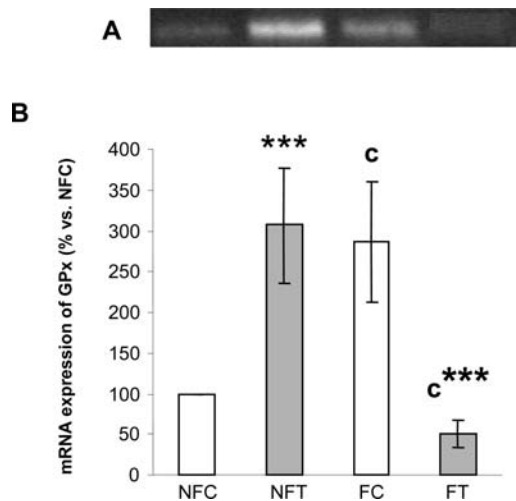 A
B
mRNA expression of GPx (% vs. NFC)
400
350
300
250
200
150
100
50
0
***
c
c***
NFC NFT FC FT